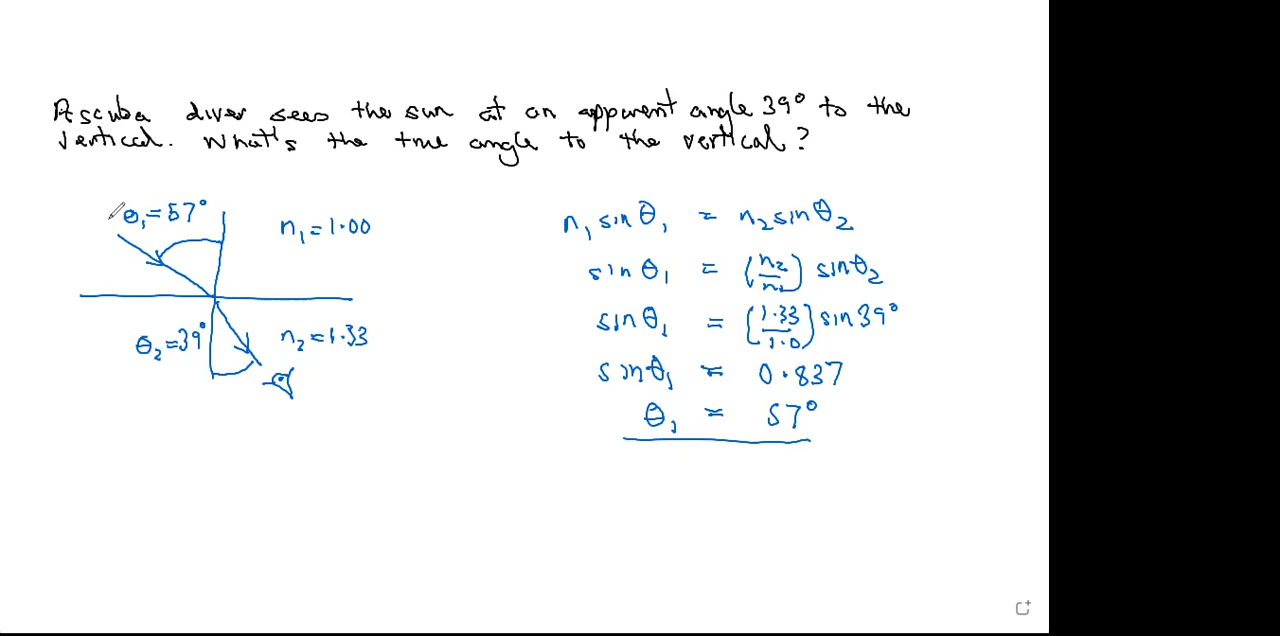 A scuba diver sees the sun at an apparent angle 39° to the
vertical. What's the true angle to the vertical?
θ₁ = 57°
n₁ = 1.00
θ₂ = 39°
n₂ = 1.33
n₁ sin θ₁ = n₂ sin θ₂
sin θ₁ = (n₂/n₁) sin θ₂
sin θ₁ = (1.33/1.0) sin 39°
sin θ₁ = 0.837
θ₁ = 57°